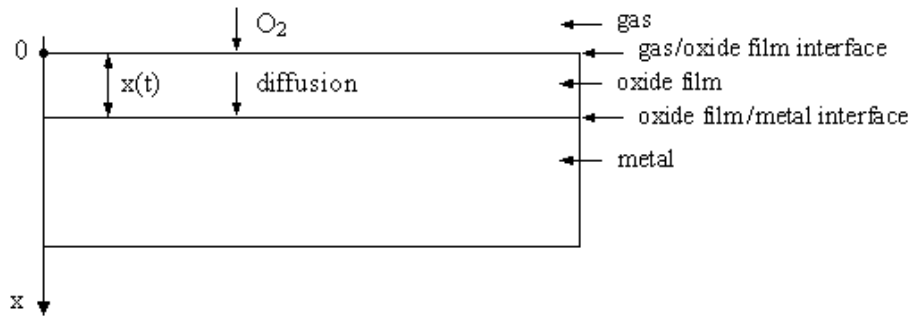 O₂
gas
0
gas/oxide film interface
x(t)
diffusion
oxide film
oxide film/metal interface
metal
x